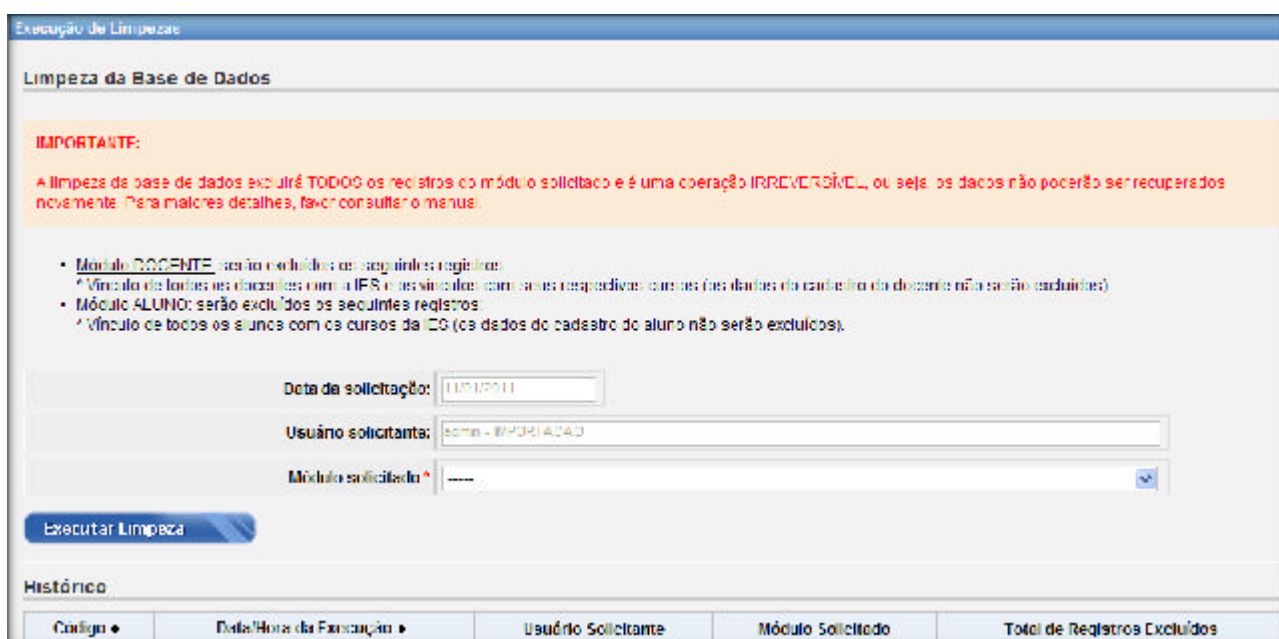 Execução de Limpezas
Limpeza da Base de Dados
IMPORTANTE:
A limpeza da base de dados excluirá TODOS os registros do módulo solicitado e é uma operação IRREVERSÍVEL, ou seja, os dados não poderão ser recuperados
novamente. Para maiores detalhes, favor consultar o manual.
• Módulo DOCENTE: serão excluídos os seguintes registros:
* Vínculo de todos os docentes com a IES e os vínculos com seus respectivos cursos (os dados do cadastro do docente não serão excluídos)
• Módulo ALUNO: serão excluídos os seguintes registros:
* Vínculo de todos os alunos com os cursos da IES (os dados do cadastro do aluno não serão excluídos).
Data da solicitação: 11/01/2011
Usuário solicitante: admin - IMPORTACAO
Módulo solicitado * -----
Executar Limpeza
Histórico
Código Data/Hora da Execução Usuário Solicitante Módulo Solicitado Total de Registros Excluídos